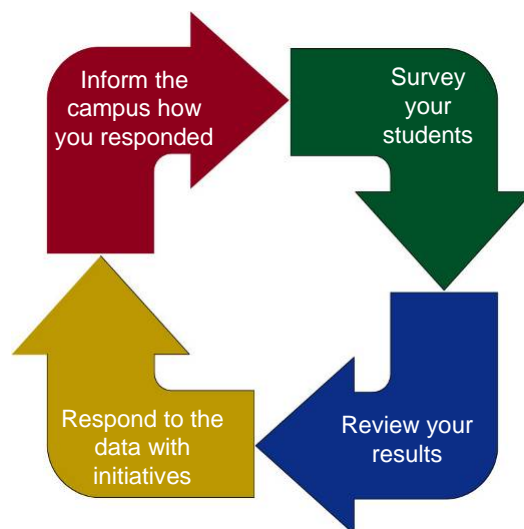 Inform the
campus how
you responded
Survey
your
students
Review your
results
Respond to the
data with
initiatives